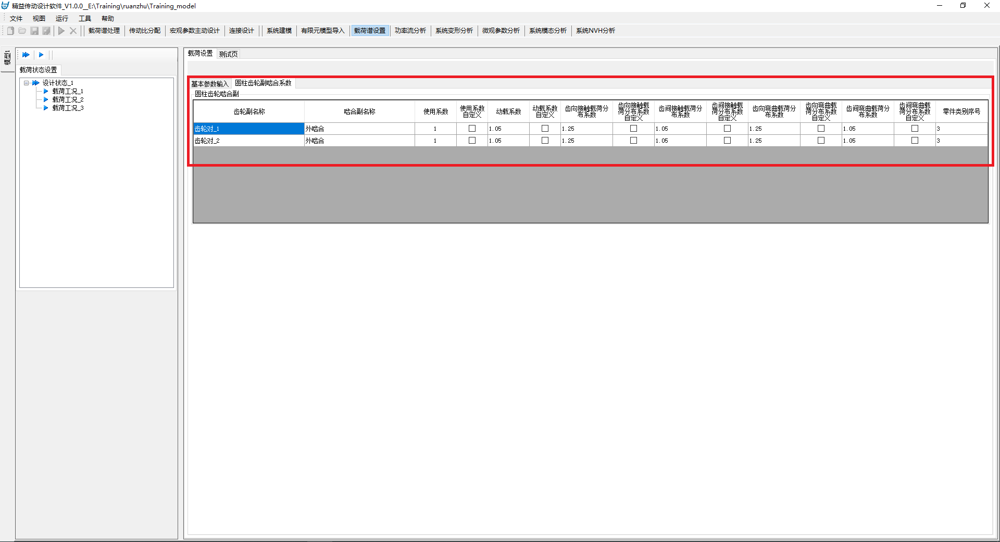 精益传动设计软件_V1.0.0__E:\Training\ruanzhu\Training_model
文件 视图 运行 工具 帮助
载荷谱处理 传动比分配 宏观参数主动设计 连接设计 系统建模 有限元模型导入 载荷谱设置 功率流分析 系统变形分析 微观参数分析 系统模态分析 系统NVH分析
模型1
载荷状态设置
设计状态_1
载荷工况_1
载荷工况_2
载荷工况_3
载荷设置 测试页
基本参数输入 圆柱齿轮副啮合系数
圆柱齿轮啮合副
齿轮副名称 啮合副名称 使用系数 使用系数自定义 动载系数 动载系数自定义 齿向接触载荷分布系数 齿向接触载荷分布系数自定义 齿间接触载荷分布系数 齿间接触载荷分布系数自定义 齿向弯曲载荷分布系数 齿向弯曲载荷分布系数自定义 齿间弯曲载荷分布系数 齿间弯曲载荷分布系数自定义 零件类别序号
齿轮对_1 外啮合 1 1.05 1.25 1.05 1.25 1.05 3
齿轮对_2 外啮合 1 1.05 1.25 1.05 1.25 1.05 3